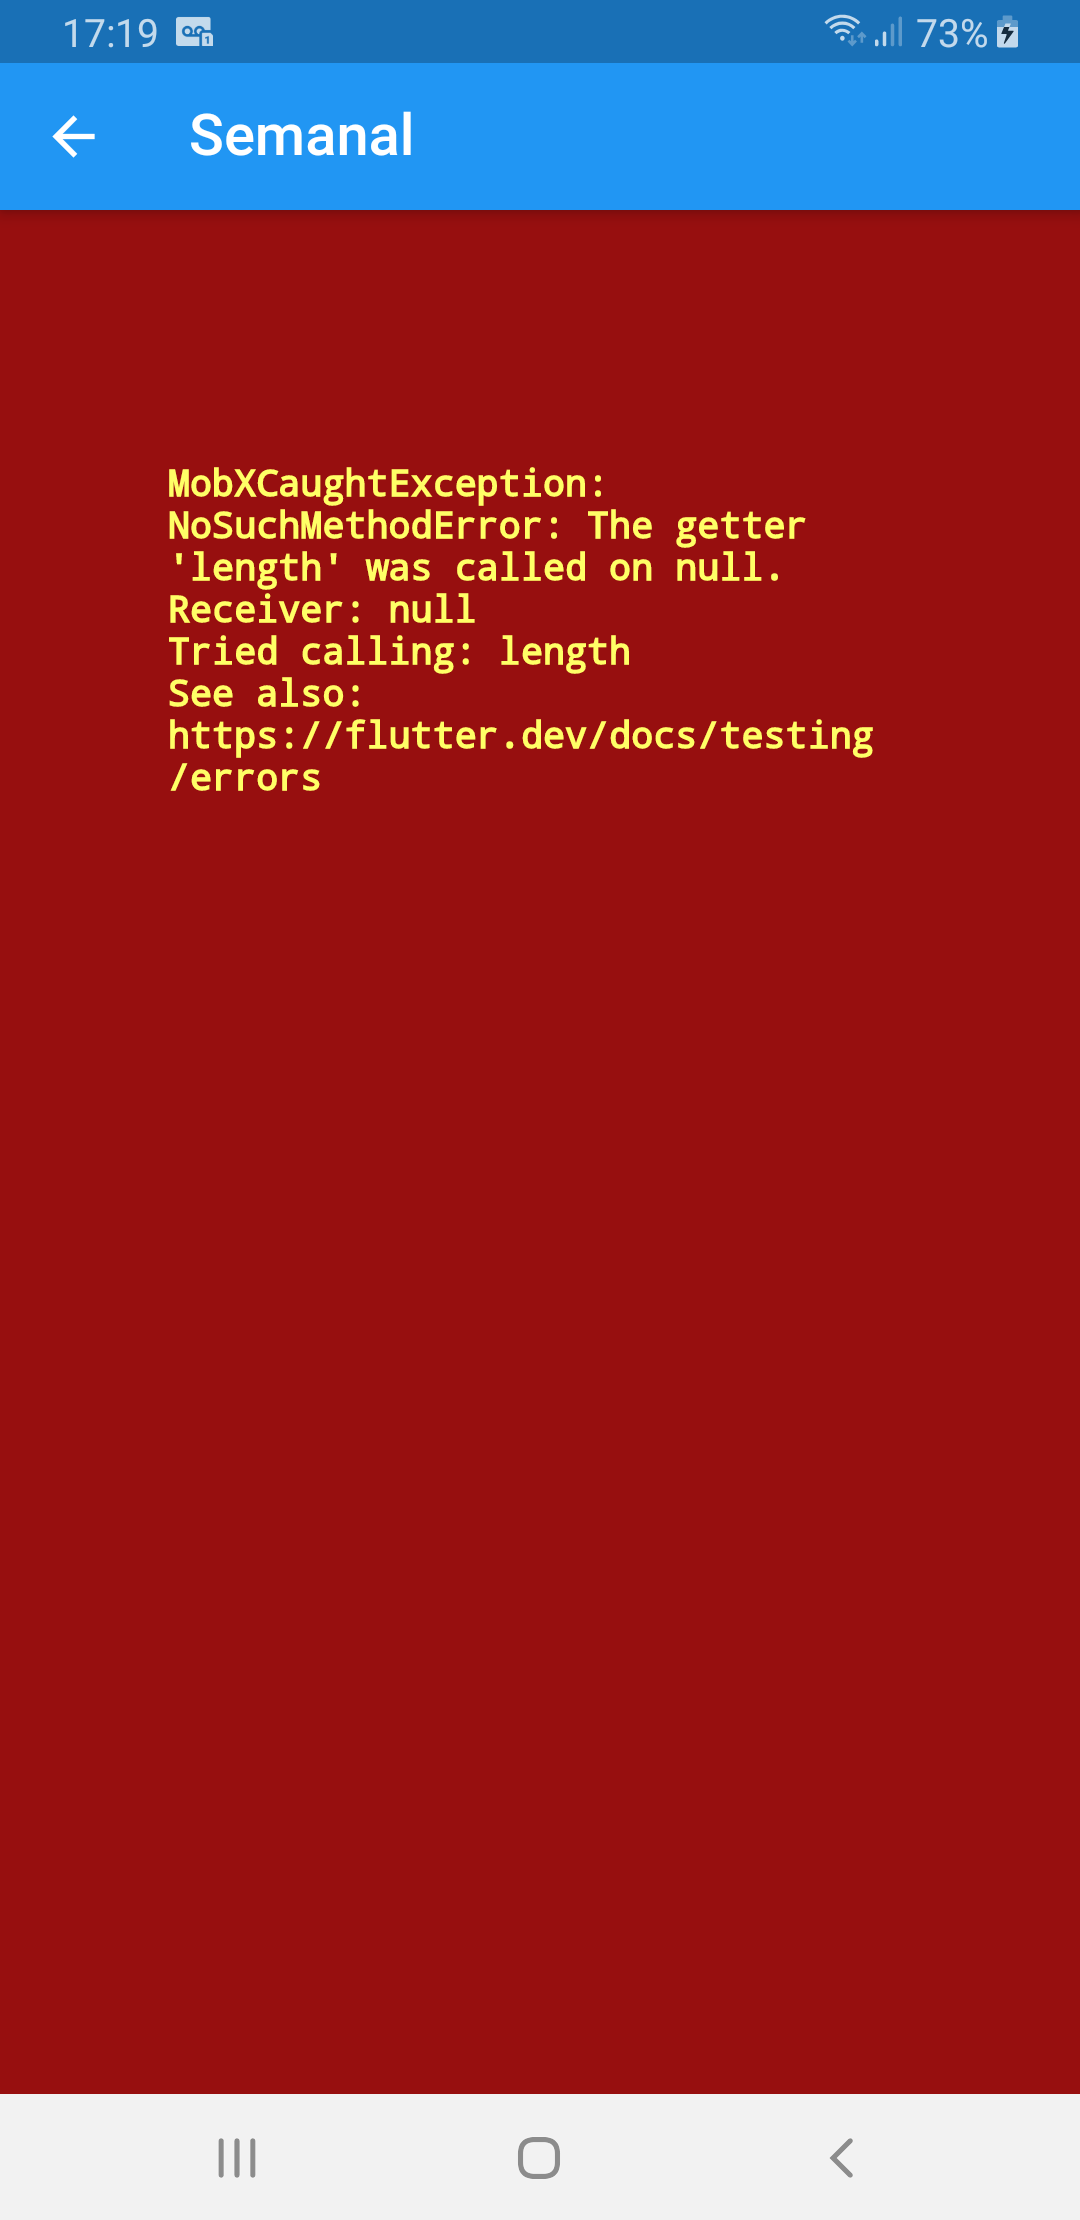 17:19 73%
Semanal
MobXCaughtException:
NoSuchMethodError: The getter
'length' was called on null.
Receiver: null
Tried calling: length
See also:
https://flutter.dev/docs/testing
/errors